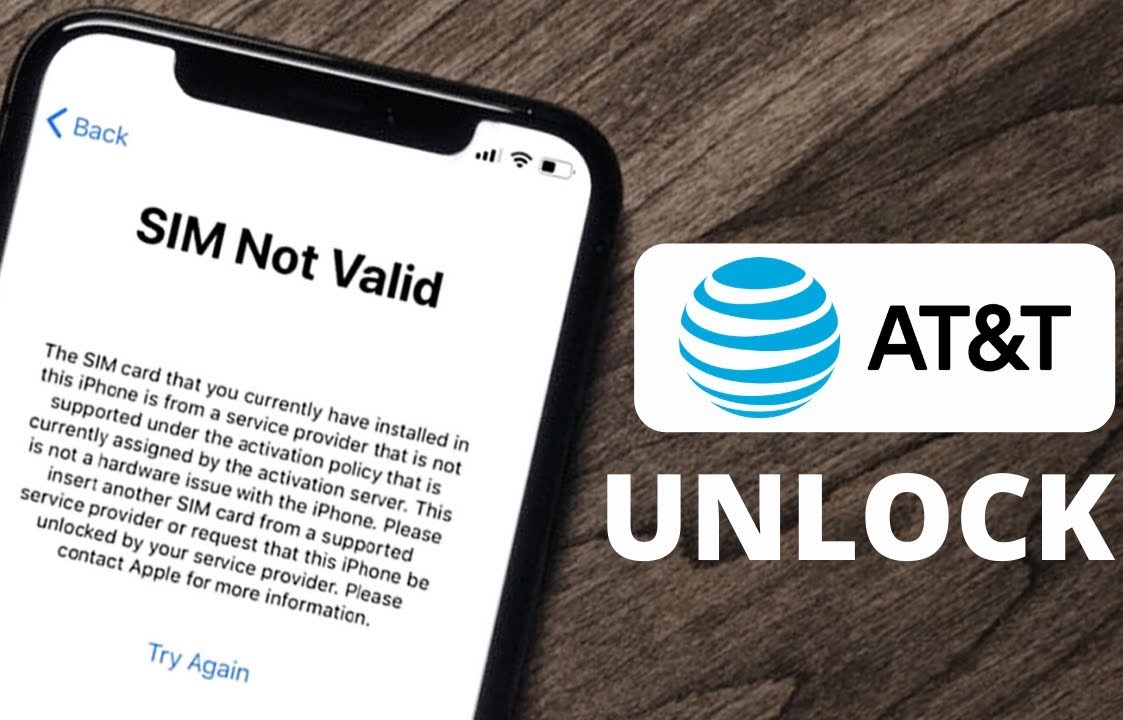 Back
SIM Not Valid
The SIM card that you currently have installed in
this iPhone is from a service provider that is not
supported under the activation policy that is
currently assigned by the activation server. This
is not a hardware issue with the iPhone. Please
insert another SIM card from a supported
service provider or request that this iPhone be
unlocked by your service provider. Please
contact Apple for more information.
Try Again
AT&T
UNLOCK